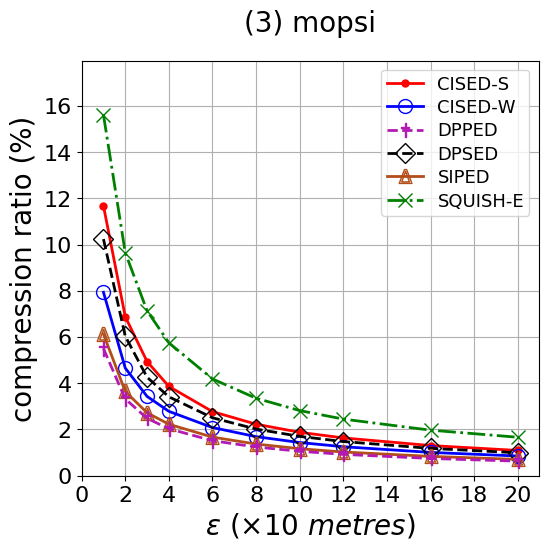 (3) mopsi
compression ratio (%)
16
14
12
10
8
6
4
2
0
CISED-S
CISED-W
DPPED
DPSED
SIPED
SQUISH-E
0 2 4 6 8 10 12 14 16 18 20
ε (×10 metres)